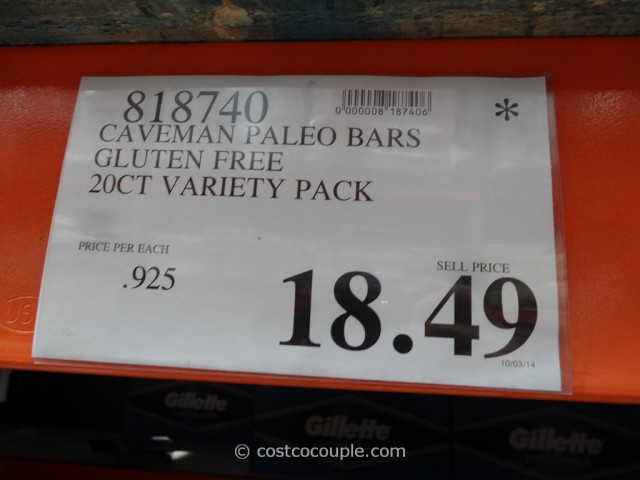 818740
0 000008 187406
*
CAVEMAN PALEO BARS
GLUTEN FREE
20CT VARIETY PACK
PRICE PER EACH
.925
SELL PRICE
18.49
10/03/14
Gillette
Gillette
Gillette
© costcocouple.com